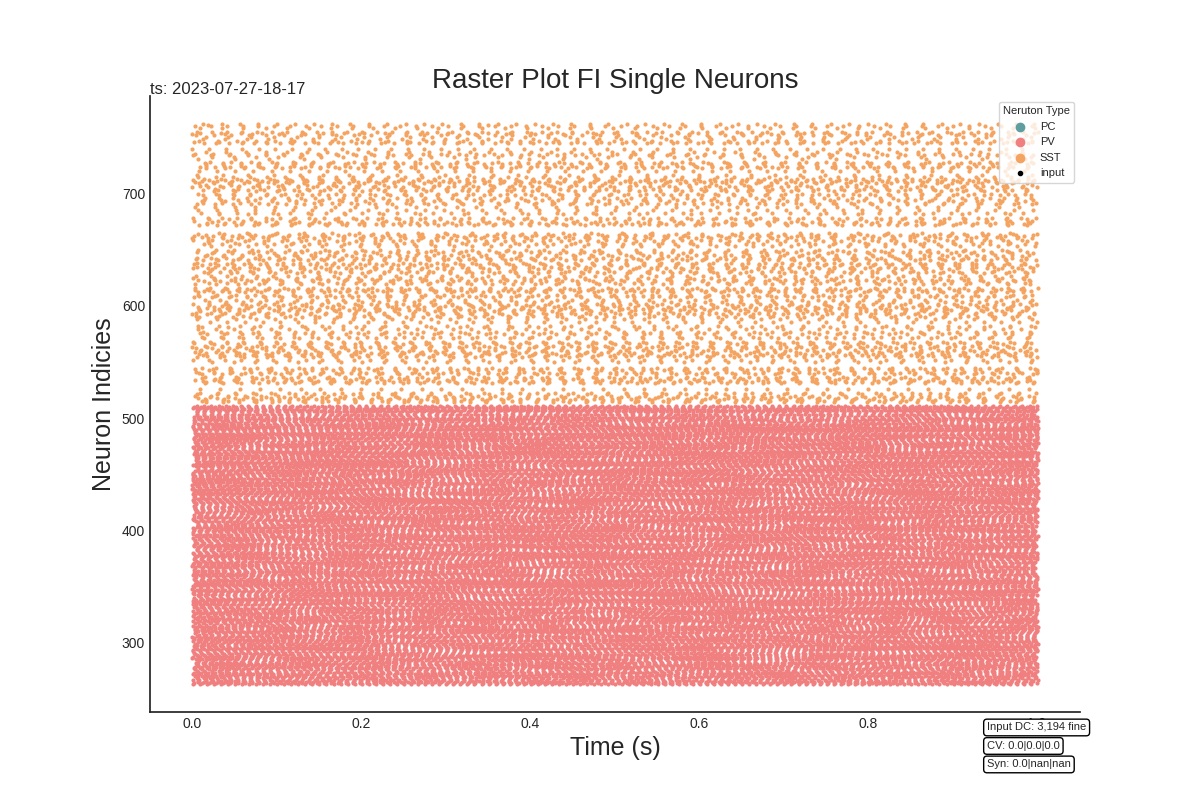 Raster Plot FI Single Neurons
ts: 2023-07-27-18-17
Neruton Type
PC
PV
SST
input
Neuron Indicies
700
600
500
400
300
0.0
0.2
0.4
0.6
0.8
Time (s)
Input DC: 3,194 fine
CV: 0.0|0.0|0.0
Syn: 0.0|nan|nan